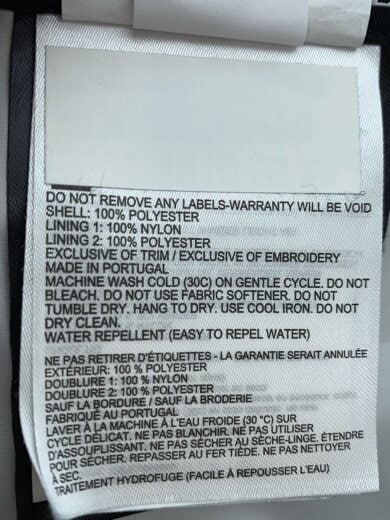 DO NOT REMOVE ANY LABELS-WARRANTY WILL BE VOID
SHELL: 100% POLYESTER
LINING 1: 100% NYLON
LINING 2: 100% POLYESTER
EXCLUSIVE OF TRIM / EXCLUSIVE OF EMBROIDERY
MADE IN PORTUGAL
MACHINE WASH COLD (30C) ON GENTLE CYCLE. DO NOT
BLEACH. DO NOT USE FABRIC SOFTENER. DO NOT
TUMBLE DRY. HANG TO DRY. USE COOL IRON. DO NOT
DRY CLEAN.
WATER REPELLENT (EASY TO REPEL WATER)
NE PAS RETIRER D'ÉTIQUETTES - LA GARANTIE SERAIT ANNULÉE
EXTÉRIEUR: 100 % POLYESTER
DOUBLURE 1: 100 % NYLON
DOUBLURE 2: 100 % POLYESTER
SAUF LA BORDURE / SAUF LA BRODERIE
FABRIQUÉ AU PORTUGAL
LAVER À LA MACHINE À L'EAU FROIDE (30 °C) SUR
CYCLE DÉLICAT. NE PAS BLANCHIR. NE PAS UTILISER
D'ASSOUPLISSANT. NE PAS SÉCHER AU SÈCHE-LINGE. ÉTENDRE
POUR SÉCHER. REPASSER AU FER TIÈDE. NE PAS NETTOYER
À SEC.
TRAITEMENT HYDROFUGE (FACILE À REPOUSSER L'EAU)